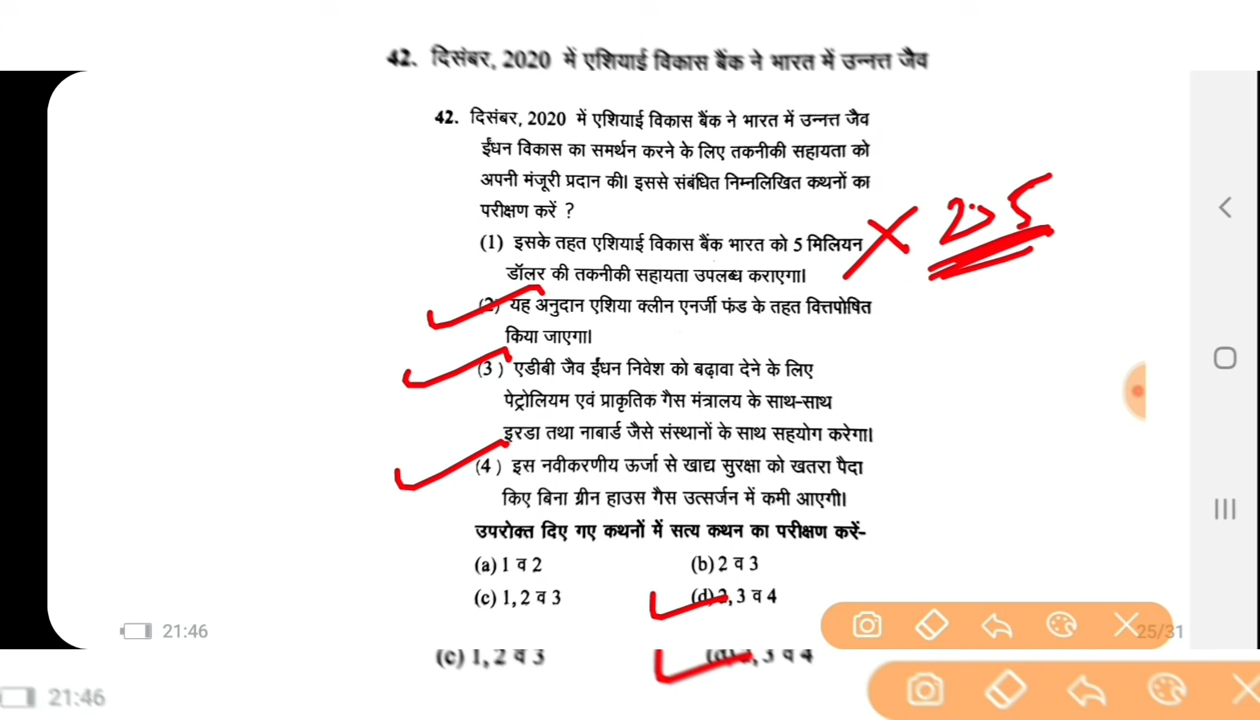 42. दिसंबर, 2020 में एशियाई विकास बैंक ने भारत में उन्नत्त जैव
42. दिसंबर, 2020 में एशियाई विकास बैंक ने भारत में उन्नत्त जैव
ईंधन विकास का समर्थन करने के लिए तकनीकी सहायता को
अपनी मंजूरी प्रदान की। इससे संबंधित निम्नलिखित कथनों का
परीक्षण करें ?
(1) इसके तहत एशियाई विकास बैंक भारत को 5 मिलियन
डॉलर की तकनीकी सहायता उपलब्ध कराएगा।
(2) यह अनुदान एशिया क्लीन एनर्जी फंड के तहत वित्तपोषित
किया जाएगा।
(3) एडीबी जैव ईंधन निवेश को बढ़ावा देने के लिए
पेट्रोलियम एवं प्राकृतिक गैस मंत्रालय के साथ-साथ
इरडा तथा नाबार्ड जैसे संस्थानों के साथ सहयोग करेगा।
(4) इस नवीकरणीय ऊर्जा से खाद्य सुरक्षा को खतरा पैदा
किए बिना ग्रीन हाउस गैस उत्सर्जन में कमी आएगी।
उपरोक्त दिए गए कथनों में सत्य कथन का परीक्षण करें-
(a) 1 व 2 (b) 2 व 3
(c) 1, 2 व 3 (d) 2, 3 व 4
21:46 25/31
(c) 1, 2 व 3 (d) 2, 3 व 4
21:46